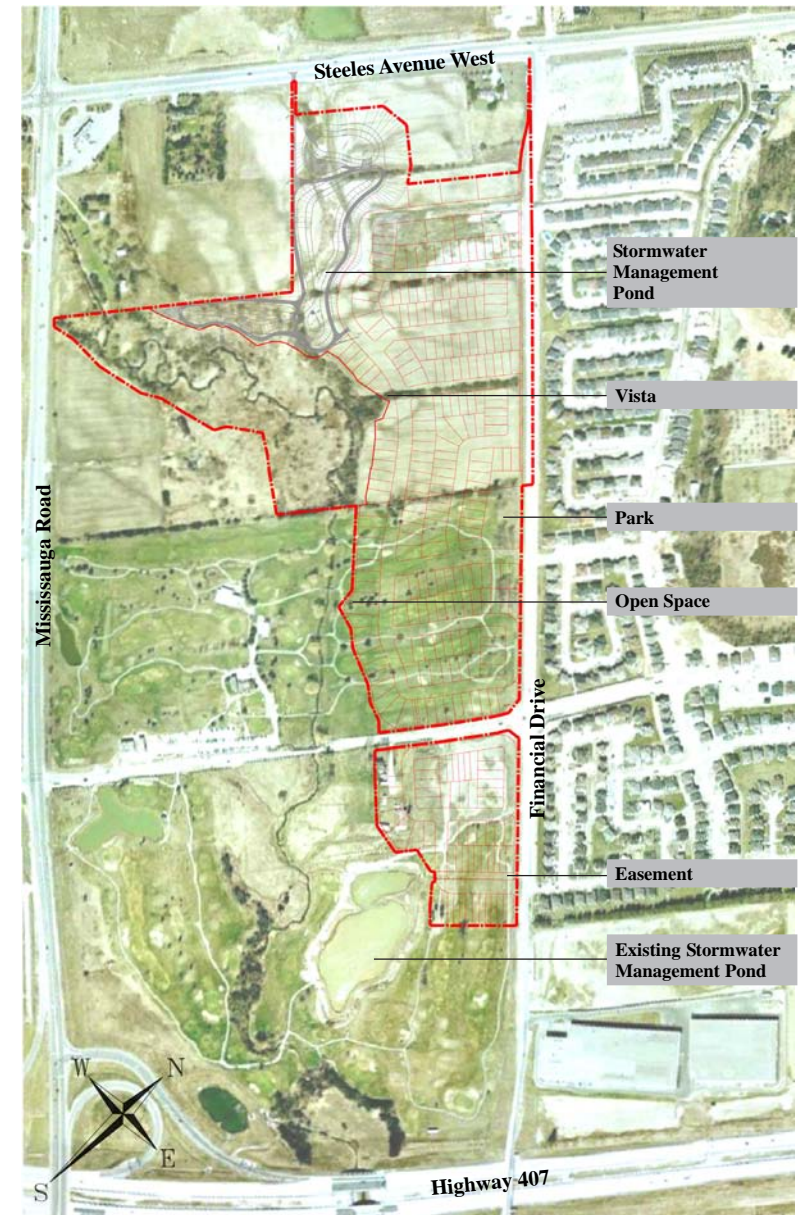 Steeles Avenue West
Stormwater
Management
Pond
Vista
Park
Open Space
Mississauga Road
Financial Drive
Easement
Existing Stormwater
Management Pond
W
N
E
S
Highway 407